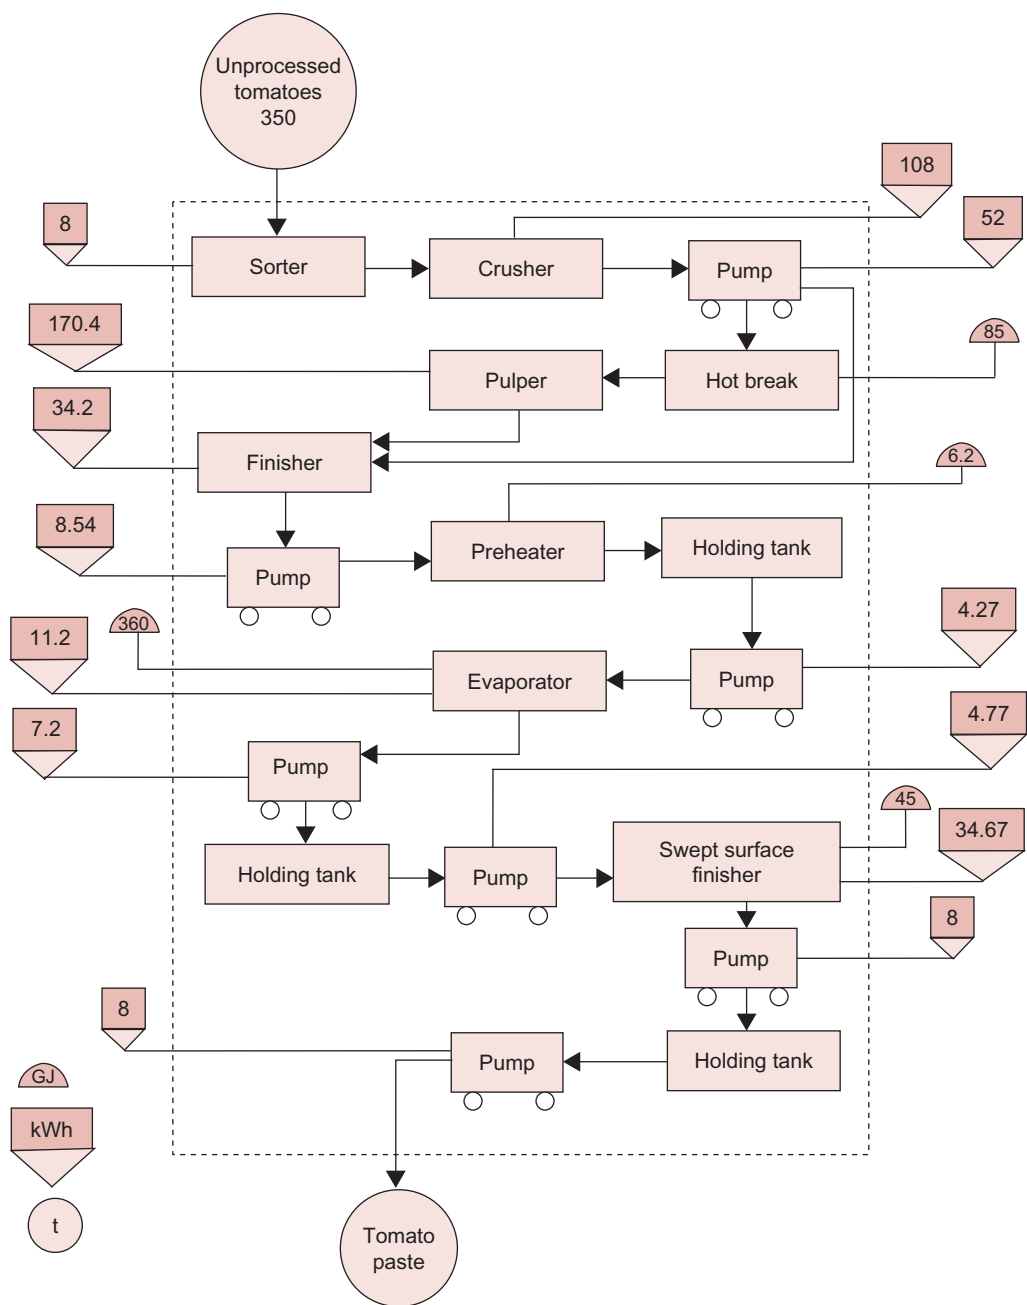 Unprocessed
tomatoes
350
108
8
52
Sorter
Crusher
Pump
170.4
85
Pulper
Hot break
34.2
Finisher
6.2
8.54
Preheater
Holding tank
Pump
360
11.2
4.27
Evaporator
Pump
7.2
4.77
Pump
45
34.67
Holding tank
Pump
Swept surface
finisher
8
Pump
8
Pump
Holding tank
GJ
kWh
t
Tomato
paste